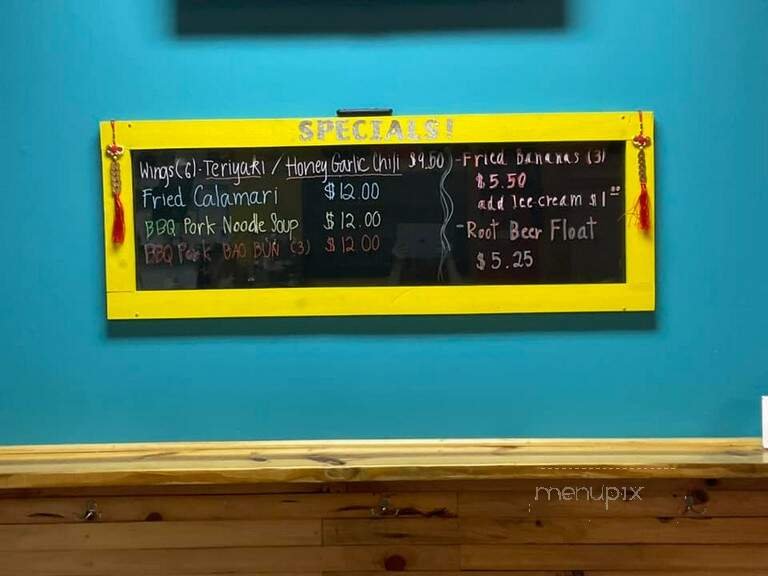 SPECIALS!
Wings (6) - Teriyaki / Honey Garlic Chili $9.50
Fried Calamari $12.00
BBQ Pork Noodle Soup $12.00
BBQ Pork BAO BUN (3) $12.00
- Fried Bananas (3)
$5.50
add Ice-cream $1.00
- Root Beer Float
$5.25
menupix